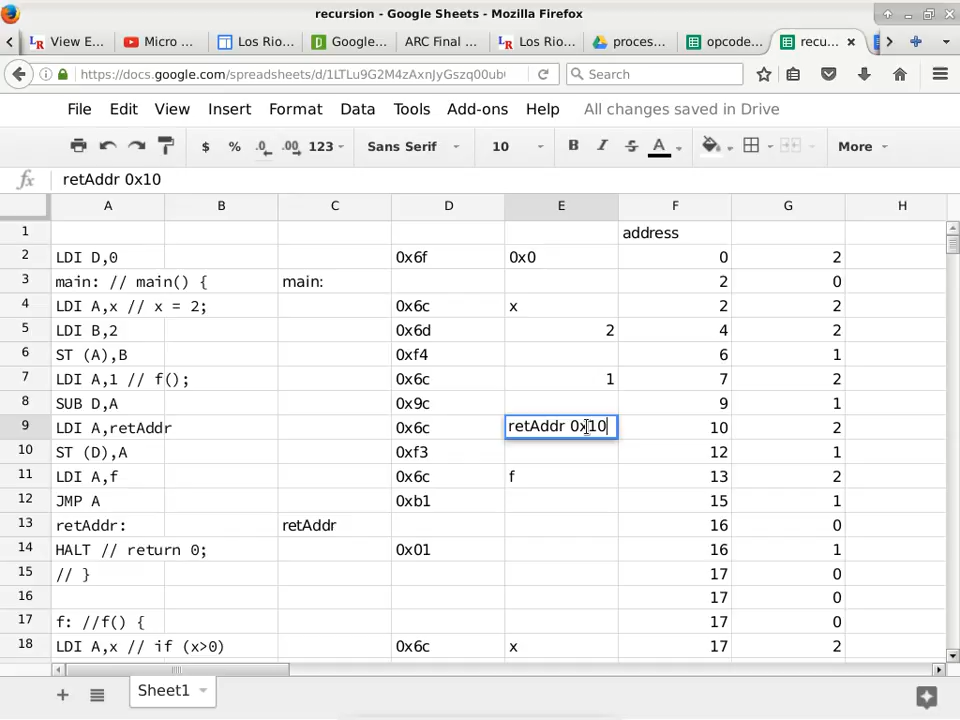 recursion - Google Sheets - Mozilla Firefox
View E... Micro ... Los Rio... Google... ARC Final ... Los Rio... proces... opcode... recu...
https://docs.google.com/spreadsheets/d/1LTLu9G2M4zAxnJyGszq00ub Search
File Edit View Insert Format Data Tools Add-ons Help All changes saved in Drive
$ % .0 .00 123 Sans Serif 10 B I S A More
fx retAddr 0x10
A B C D E F G H
1 address
2 LDI D,0 0x6f 0x0 0 2
3 main: // main() { main: 2 0
4 LDI A,x // x = 2; 0x6c x 2 2
5 LDI B,2 0x6d 2 4 2
6 ST (A),B 0xf4 6 1
7 LDI A,1 // f(); 0x6c 1 7 2
8 SUB D,A 0x9c 9 1
9 LDI A,retAddr 0x6c retAddr 0x10 10 2
10 ST (D),A 0xf3 12 1
11 LDI A,f 0x6c f 13 2
12 JMP A 0xb1 15 1
13 retAddr: retAddr 16 0
14 HALT // return 0; 0x01 16 1
15 // } 17 0
16 17 0
17 f: //f() { 17 0
18 LDI A,x // if (x>0) 0x6c x 17 2
Sheet1